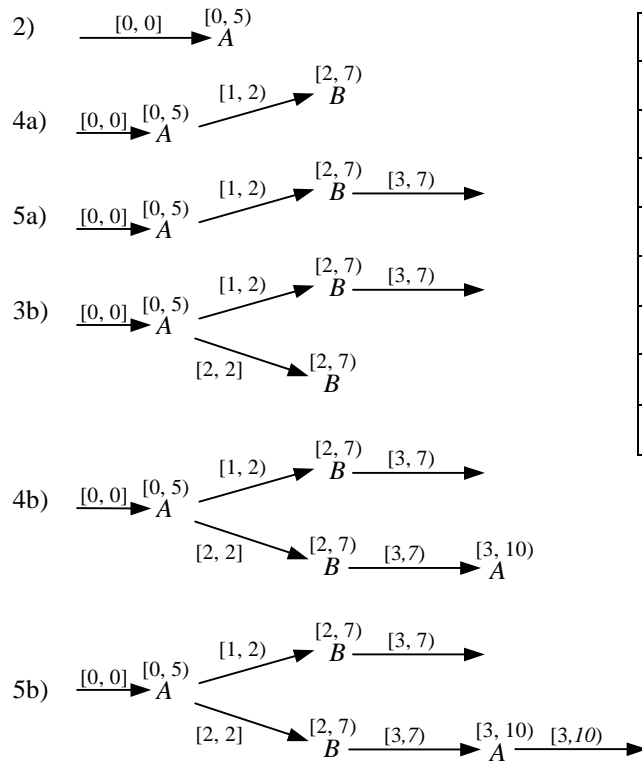 2) [0, 0] [0, 5) A
4a) [0, 0] [0, 5) A [1, 2) [2, 7) B
5a) [0, 0] [0, 5) A [1, 2) [2, 7) B [3, 7)
3b) [0, 0] [0, 5) A [1, 2) [2, 7) B [3, 7)
[2, 2] [2, 7) B
4b) [0, 0] [0, 5) A [1, 2) [2, 7) B [3, 7)
[2, 2] [2, 7) B [3,7) [3, 10) A
5b) [0, 0] [0, 5) A [1, 2) [2, 7) B [3, 7)
[2, 2] [2, 7) B [3,7) [3, 10) A [3,10)